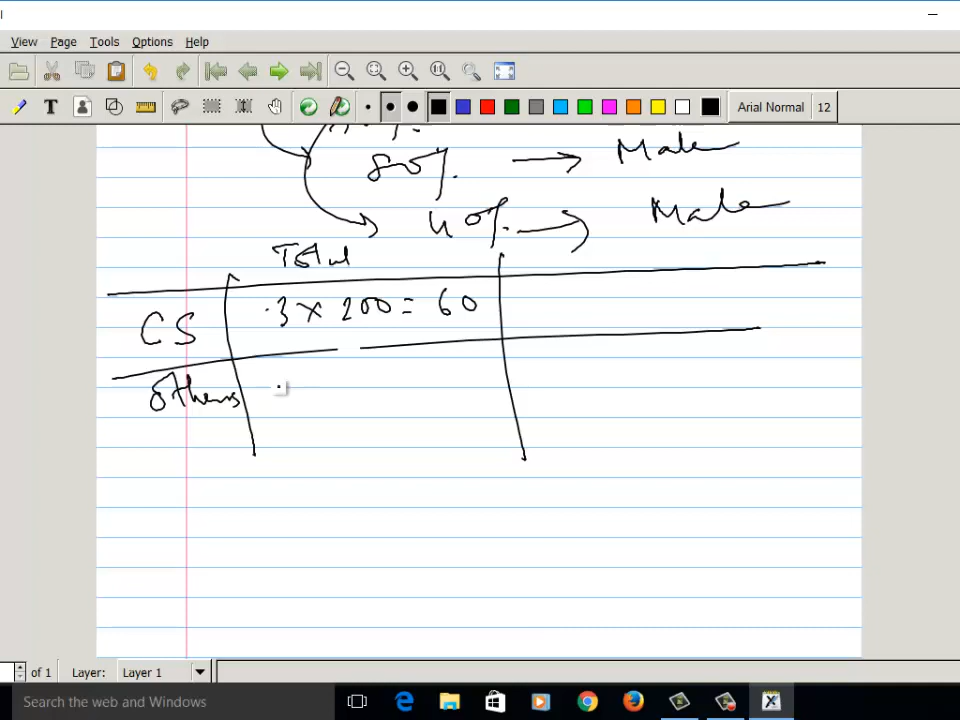 View Page Tools Options Help
T
Arial Normal 12
80% → Male
40% → Male
Total
CS .3 x 200 = 60
others .
of 1 Layer: Layer 1
Search the web and Windows